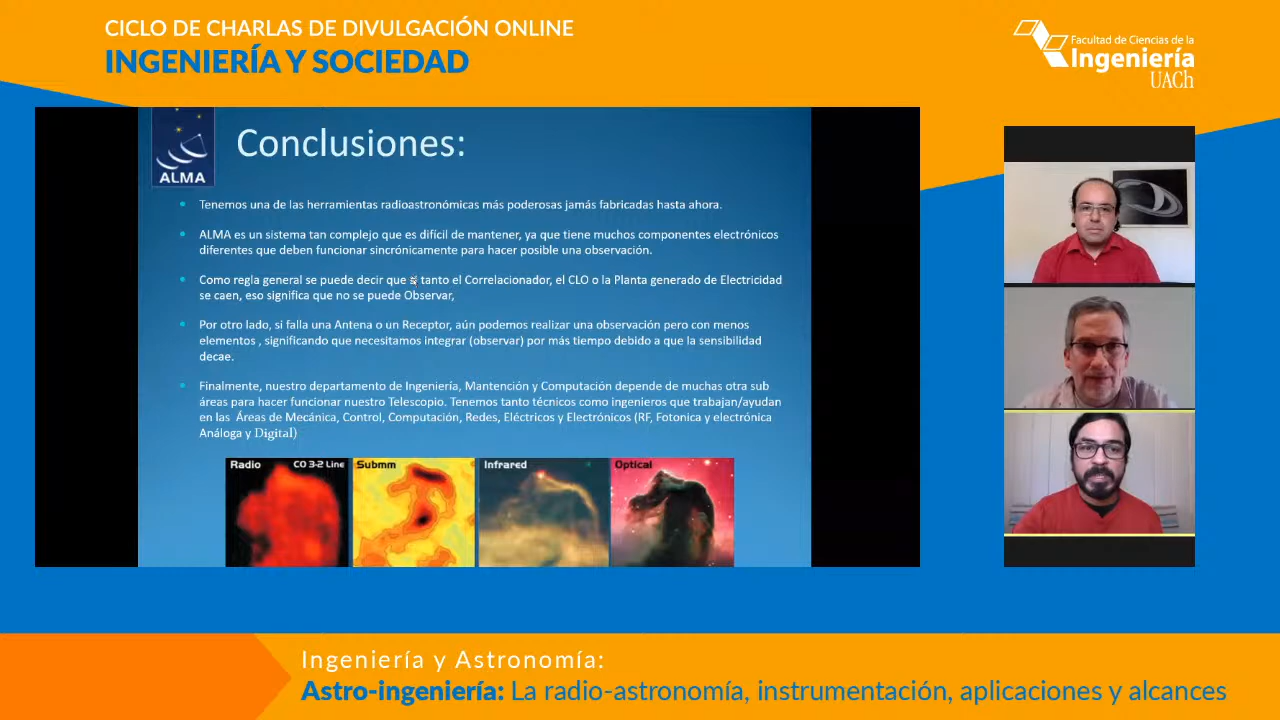 CICLO DE CHARLAS DE DIVULGACIÓN ONLINE
INGENIERÍA Y SOCIEDAD
Facultad de Ciencias de la
Ingeniería
UACh
ALMA
Conclusiones:
Tenemos una de las herramientas radioastronómicas más poderosas jamás fabricadas hasta ahora.
ALMA es un sistema tan complejo que es difícil de mantener, ya que tiene muchos componentes electrónicos
diferentes que deben funcionar sincrónicamente para hacer posible una observación.
Como regla general se puede decir que si tanto el Correlacionador, el CLO o la Planta generado de Electricidad
se caen, eso significa que no se puede Observar,
Por otro lado, si falla una Antena o un Receptor, aún podemos realizar una observación pero con menos
elementos , significando que necesitamos integrar (observar) por más tiempo debido a que la sensibilidad
decae.
Finalmente, nuestro departamento de Ingeniería, Mantención y Computación depende de muchas otra sub
áreas para hacer funcionar nuestro Telescopio. Tenemos tanto técnicos como ingenieros que trabajan/ayudan
en las Áreas de Mecánica, Control, Computación, Redes, Eléctricos y Electrónicos (RF, Fotonica y electrónica
Análoga y Digital)
Radio CO 3-2 Line Submm Infrared Optical
Ingeniería y Astronomía:
Astro-ingeniería: La radio-astronomía, instrumentación, aplicaciones y alcances